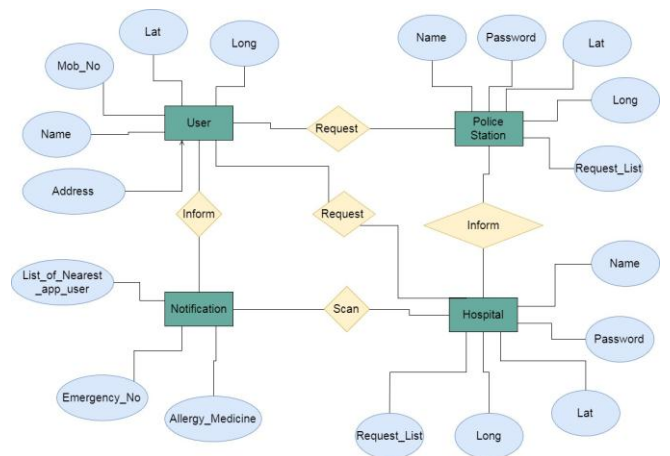 Lat
Long
Mob_No
Name
Address
User
Request
Name
Password
Lat
Long
Request_List
Police
Station
Inform
Request
Inform
List_of_Nearest
_app_user
Notification
Scan
Hospital
Name
Password
Lat
Emergency_No
Allergy_Medicine
Request_List
Long